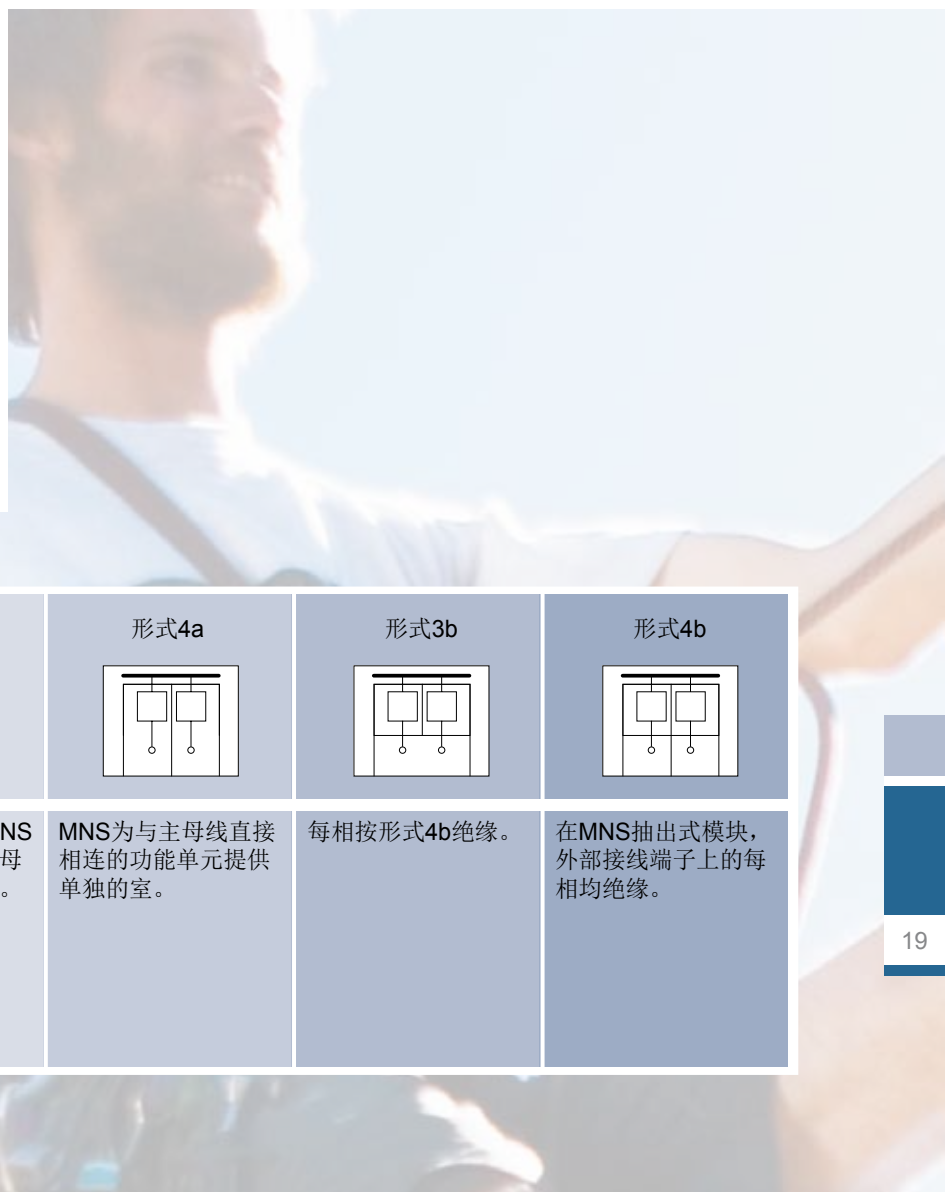 形式4a
形式3b
形式4b
NS
母
。
MNS为与主母线直接
相连的功能单元提供
单独的室。
每相按形式4b绝缘。
在MNS抽出式模块，
外部接线端子上的每
相均绝缘。
19